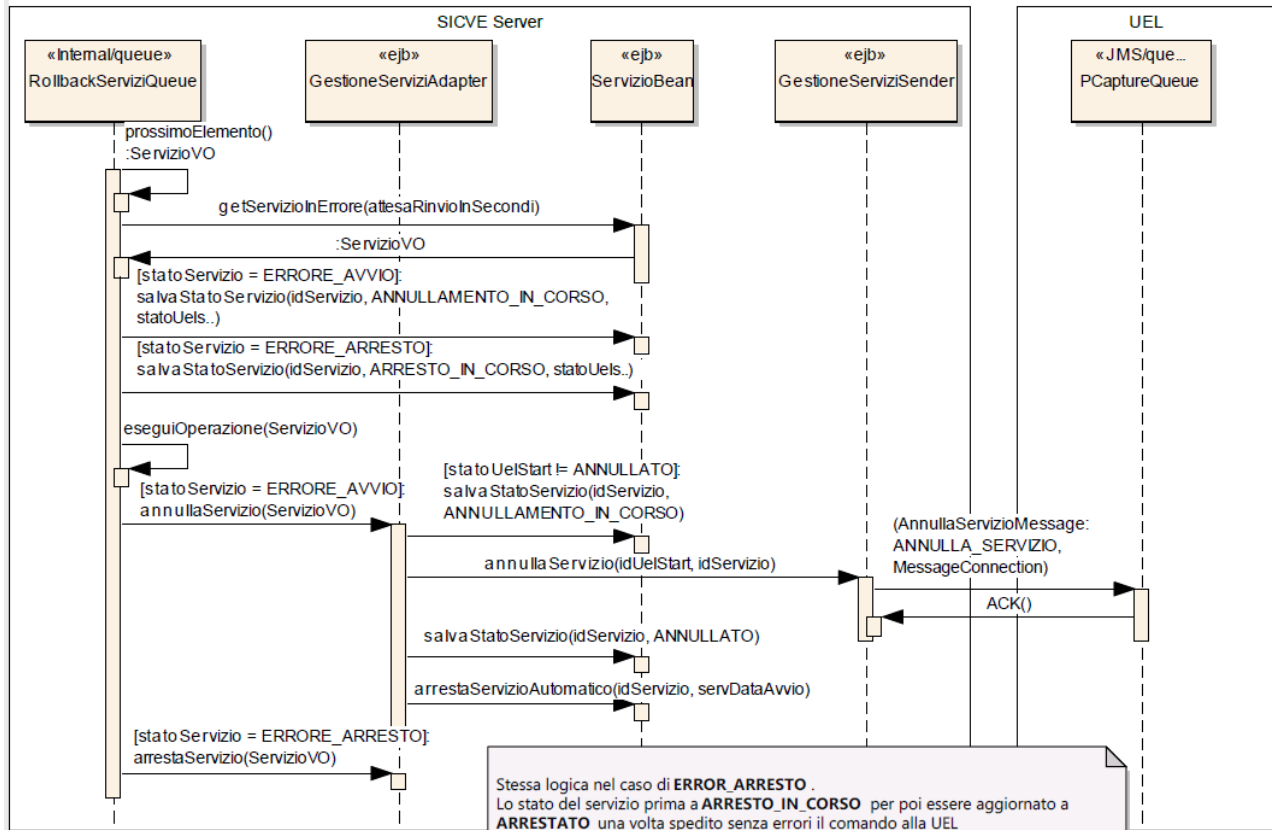 SICVE Server
UEL
«Internal/queue»
RollbackServiziQueue
«ejb»
GestioneServiziAdapter
«ejb»
ServizioBean
«ejb»
GestioneServiziSender
«JMS/que...
PCaptureQueue
prossimoElemento()
:ServizioVO
getServizioInErrore(attesaRinvioInSecondi)
:ServizioVO
[statoServizio = ERRORE_AVVIO]:
salvaStatoServizio(idServizio, ANNULLAMENTO_IN_CORSO,
statoUels..)
[statoServizio = ERRORE_ARRESTO]:
salvaStatoServizio(idServizio, ARRESTO_IN_CORSO, statoUels..)
eseguiOperazione(ServizioVO)
[statoServizio = ERRORE_AVVIO]:
annullaServizio(ServizioVO)
[statoUelStart != ANNULLATO]:
salvaStatoServizio(idServizio,
ANNULLAMENTO_IN_CORSO)
annullaServizio(idUelStart, idServizio)
(AnnullaServizioMessage:
ANNULLA_SERVIZIO,
MessageConnection)
ACK()
salvaStatoServizio(idServizio, ANNULLATO)
arrestaServizioAutomatico(idServizio, servDataAvvio)
[statoServizio = ERRORE_ARRESTO]:
arrestaServizio(ServizioVO)
Stessa logica nel caso di ERROR_ARRESTO .
Lo stato del servizio prima a ARRESTO_IN_CORSO per poi essere aggiornato a
ARRESTATO una volta spedito senza errori il comando alla UEL